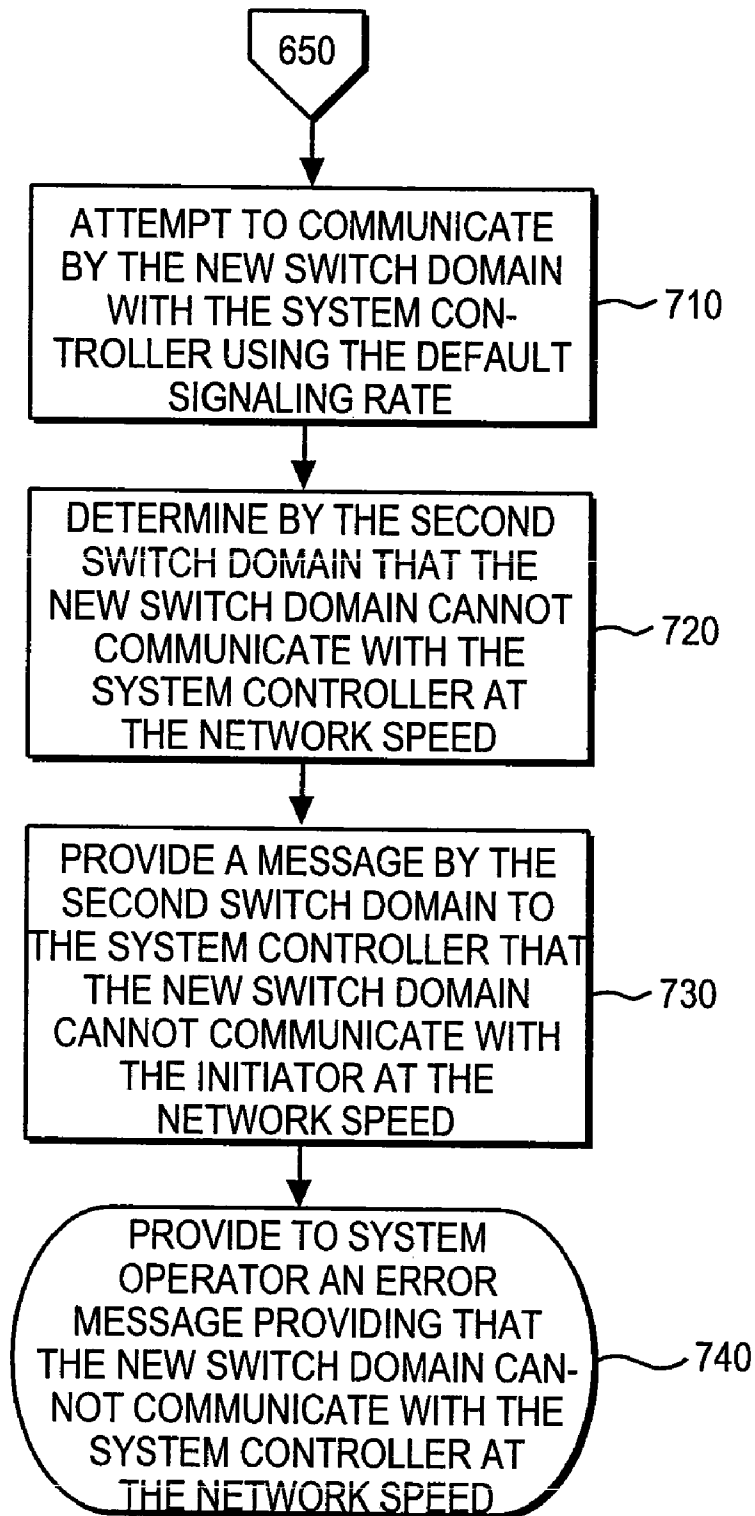 650
ATTEMPT TO COMMUNICATE
BY THE NEW SWITCH DOMAIN
WITH THE SYSTEM CON-
TROLLER USING THE DEFAULT
SIGNALING RATE
710
DETERMINE BY THE SECOND
SWITCH DOMAIN THAT THE
NEW SWITCH DOMAIN CANNOT
COMMUNICATE WITH THE
SYSTEM CONTROLLER AT
THE NETWORK SPEED
720
PROVIDE A MESSAGE BY THE
SECOND SWITCH DOMAIN TO
THE SYSTEM CONTROLLER THAT
THE NEW SWITCH DOMAIN
CANNOT COMMUNICATE WITH
THE INITIATOR AT THE
NETWORK SPEED
730
PROVIDE TO SYSTEM
OPERATOR AN ERROR
MESSAGE PROVIDING THAT
THE NEW SWITCH DOMAIN CAN-
NOT COMMUNICATE WITH THE
SYSTEM CONTROLLER AT
THE NETWORK SPEED
740